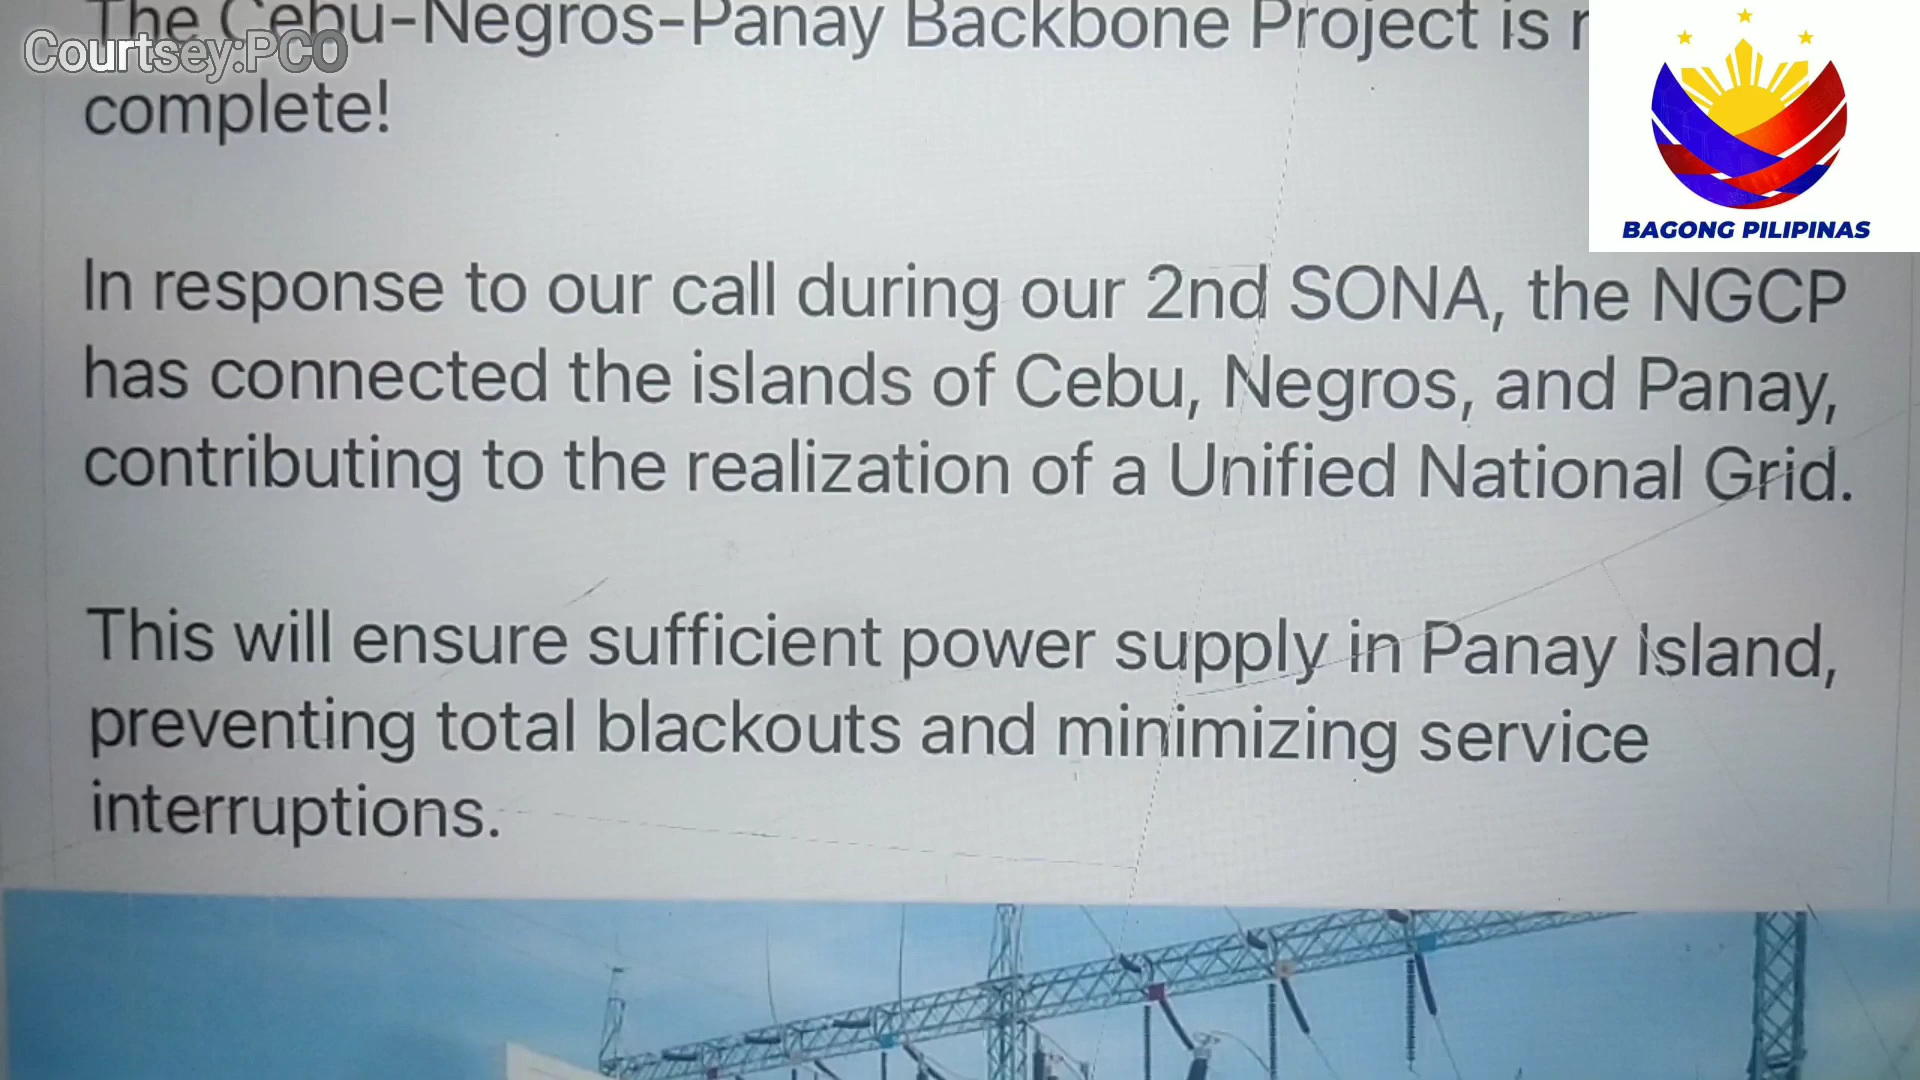 The Cebu-Negros-Panay Backbone Project is
Courtsey:PCO
complete!
BAGONG PILIPINAS
In response to our call during our 2nd SONA, the NGCP
has connected the islands of Cebu, Negros, and Panay,
contributing to the realization of a Unified National Grid.
This will ensure sufficient power supply in Panay Island,
preventing total blackouts and minimizing service
interruptions.